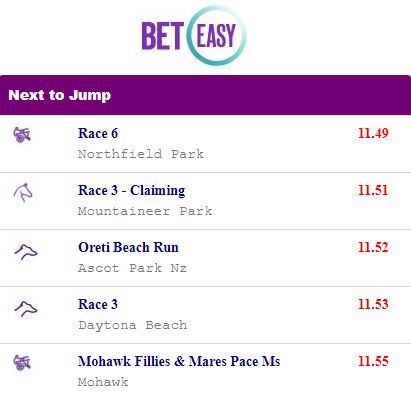 BET EASY
Next to Jump
Race 6
11.49
Northfield Park
Race 3 - Claiming
11.51
Mountaineer Park
Oreti Beach Run
11.52
Ascot Park Nz
Race 3
11.53
Daytona Beach
Mohawk Fillies & Mares Pace Ms
11.55
Mohawk